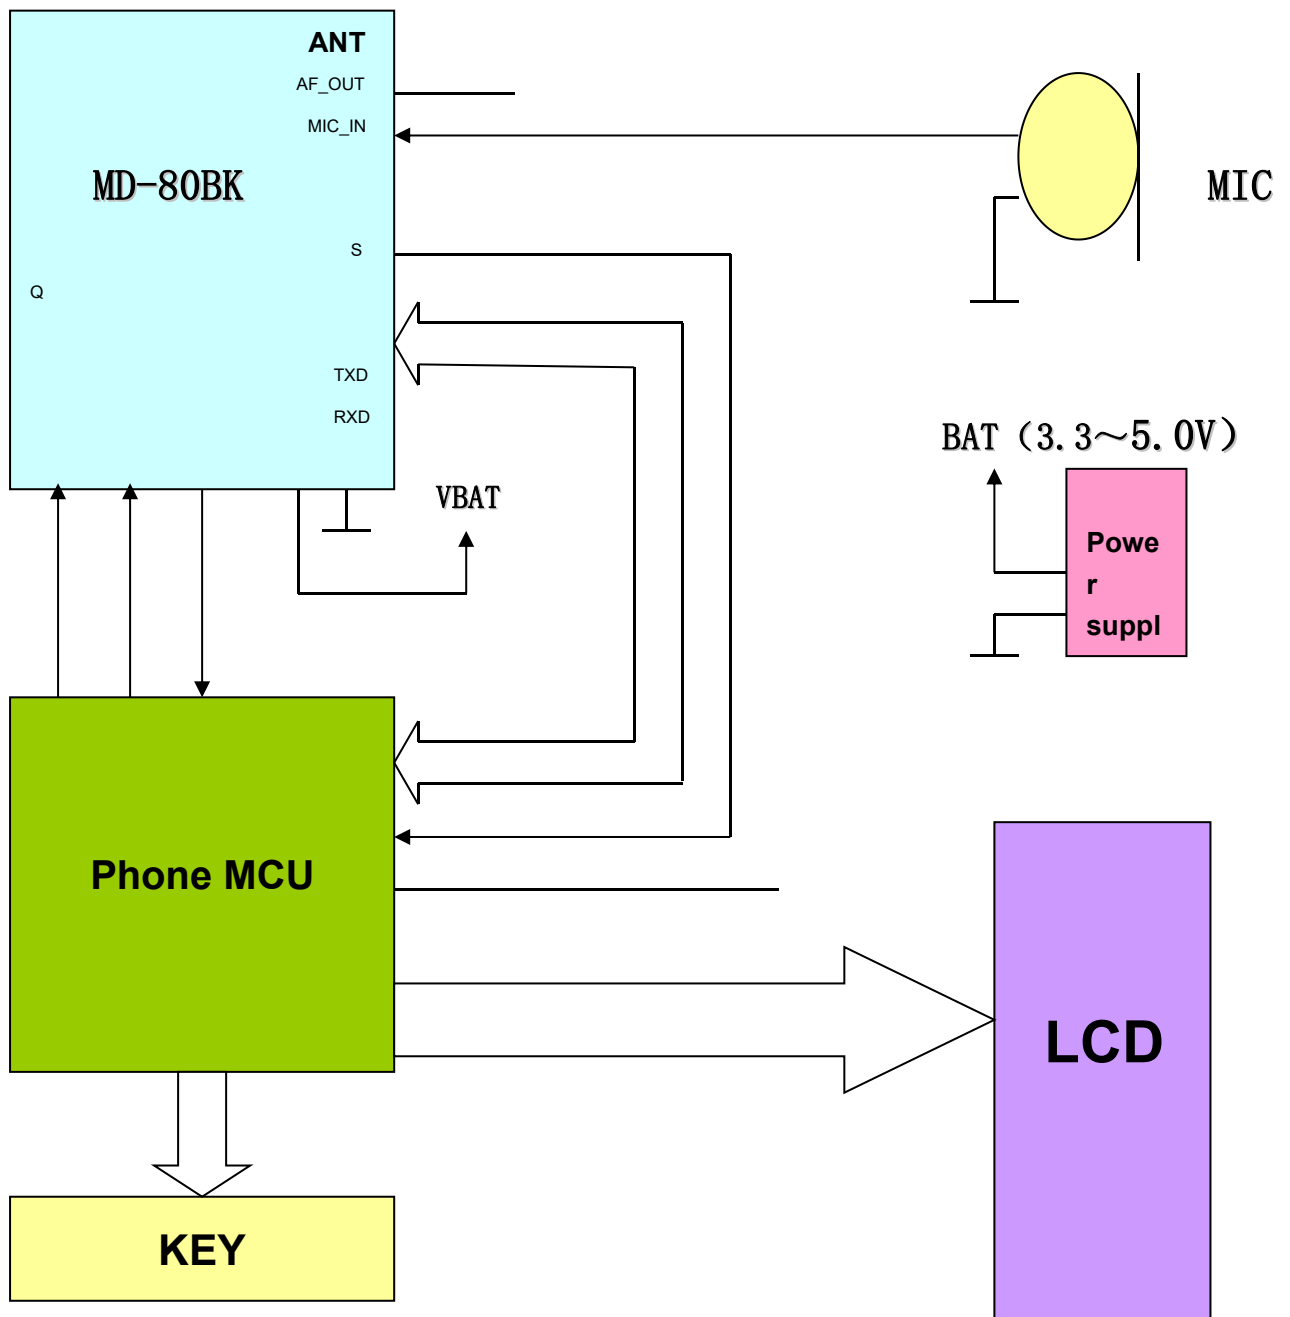 ANT
AF_OUT
MIC_IN
MD-80BK
MIC
S
Q
TXD
RXD
BAT（3.3～5.0V）
VBAT
Powe
r
suppl
Phone MCU
LCD
KEY